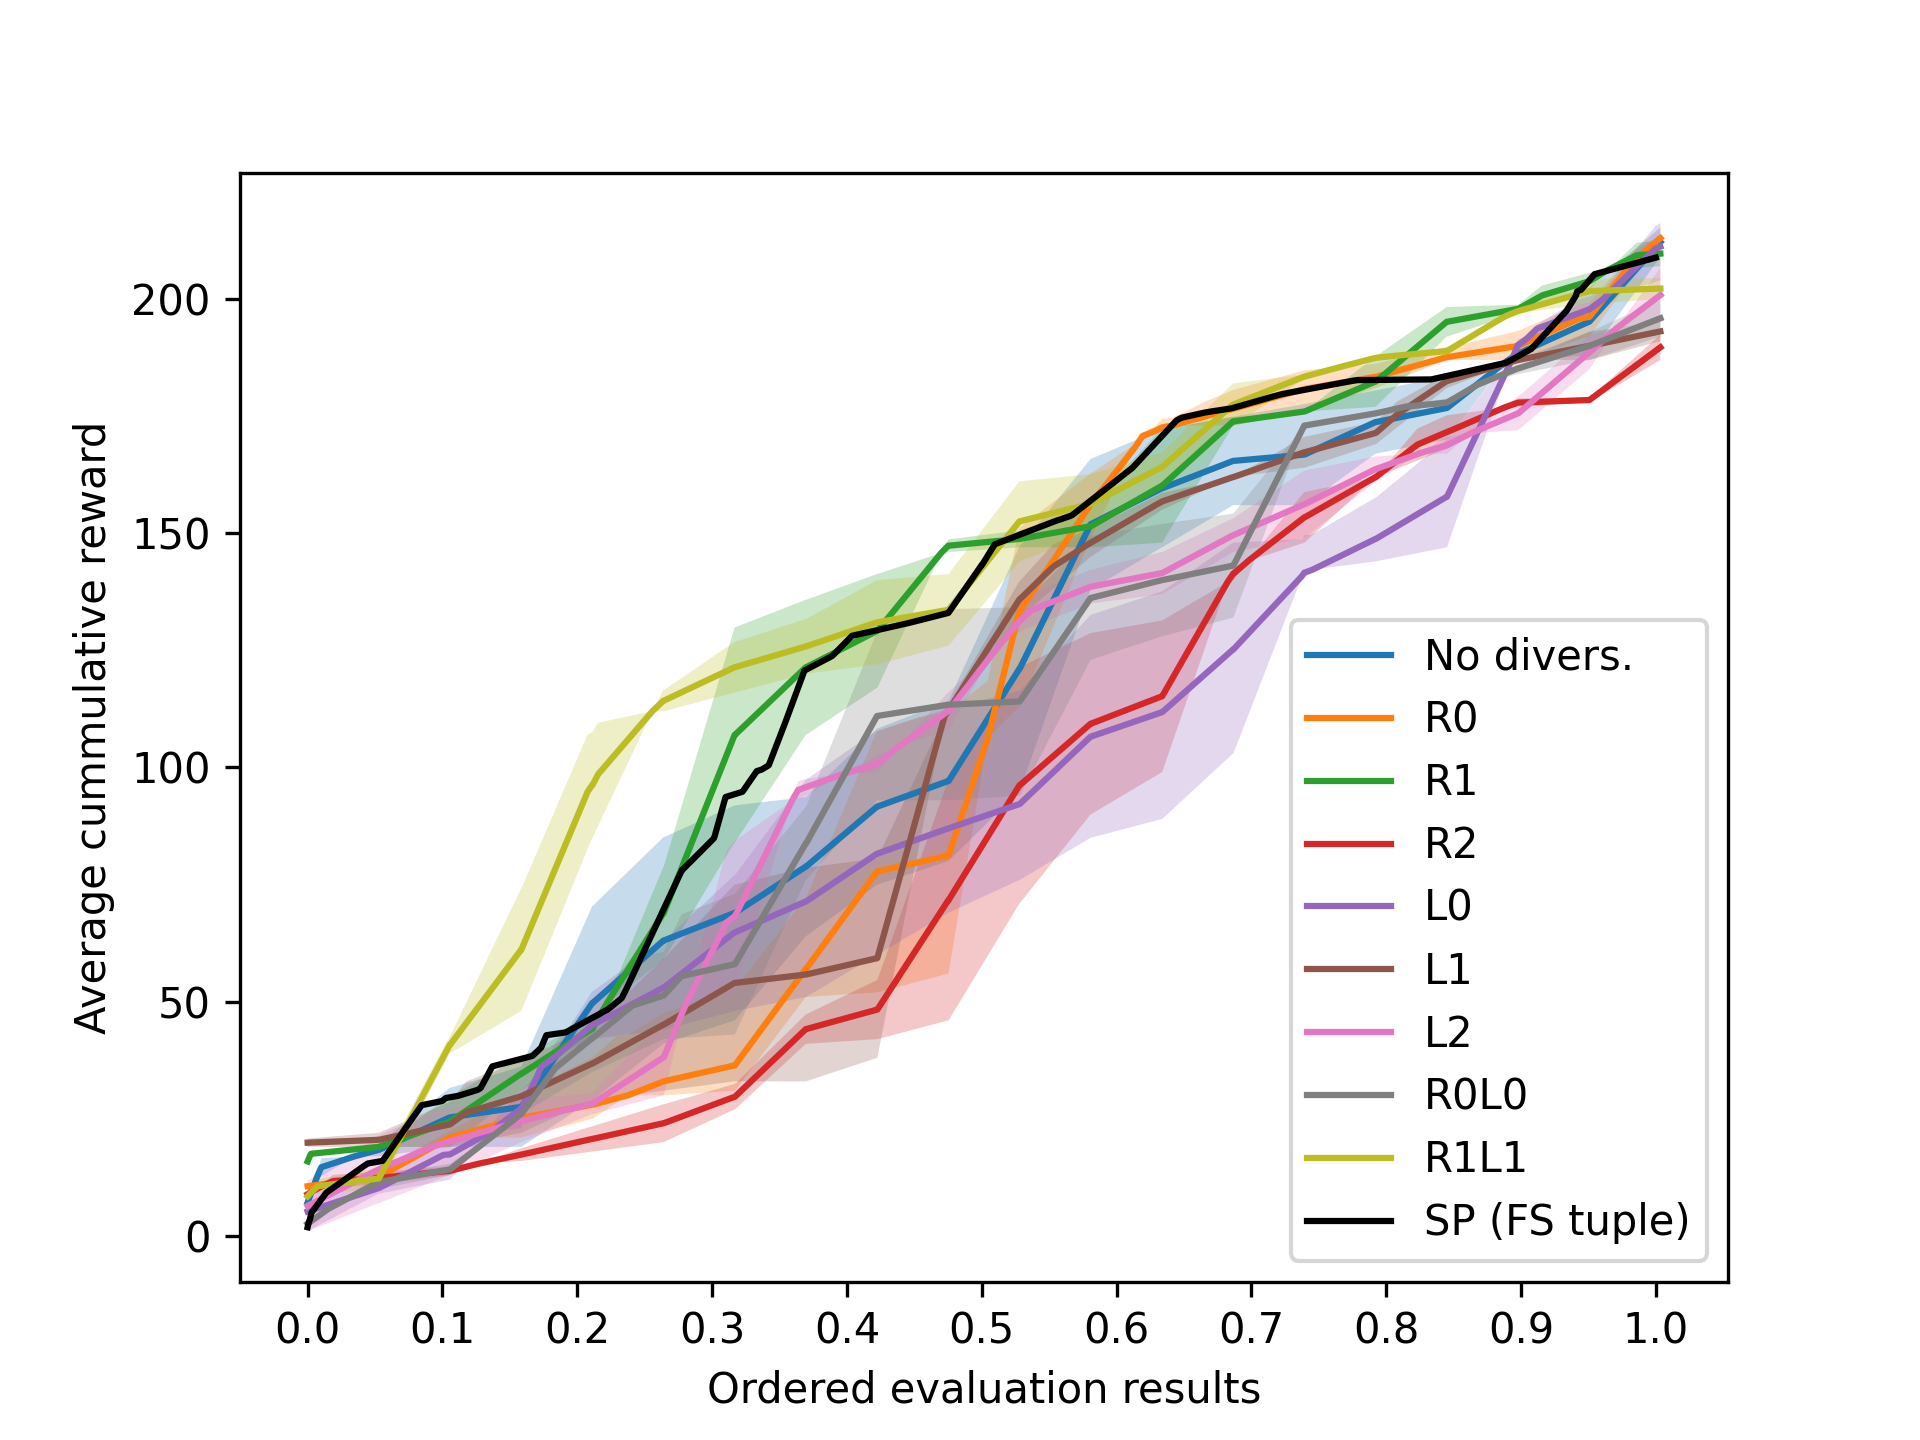 Average cummulative reward
200
150
100
50
0
0.0 0.1 0.2 0.3 0.4 0.5 0.6 0.7 0.8 0.9 1.0
Ordered evaluation results
No divers.
R0
R1
R2
L0
L1
L2
R0L0
R1L1
SP (FS tuple)